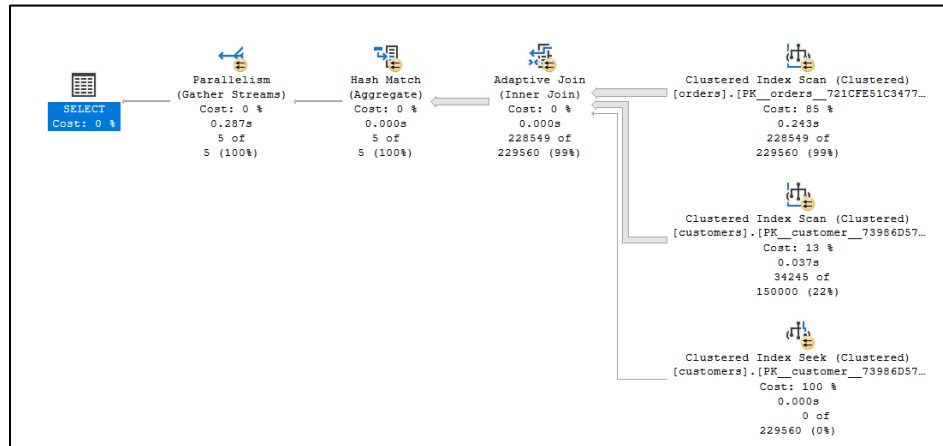 SELECT
Cost: 0 %
Parallelism
(Gather Streams)
Cost: 0 %
0.287s
5 of
5 (100%)
Hash Match
(Aggregate)
Cost: 0 %
0.000s
5 of
5 (100%)
Adaptive Join
(Inner Join)
Cost: 0 %
0.000s
228549 of
229560 (99%)
Clustered Index Scan (Clustered)
[orders].[PK__orders__721CFE51C3477…
Cost: 85 %
0.243s
228549 of
229560 (99%)
Clustered Index Scan (Clustered)
[customers].[PK__customer__73986D57…
Cost: 13 %
0.037s
34245 of
150000 (22%)
Clustered Index Seek (Clustered)
[customers].[PK__customer__73986D57…
Cost: 100 %
0.000s
0 of
229560 (0%)